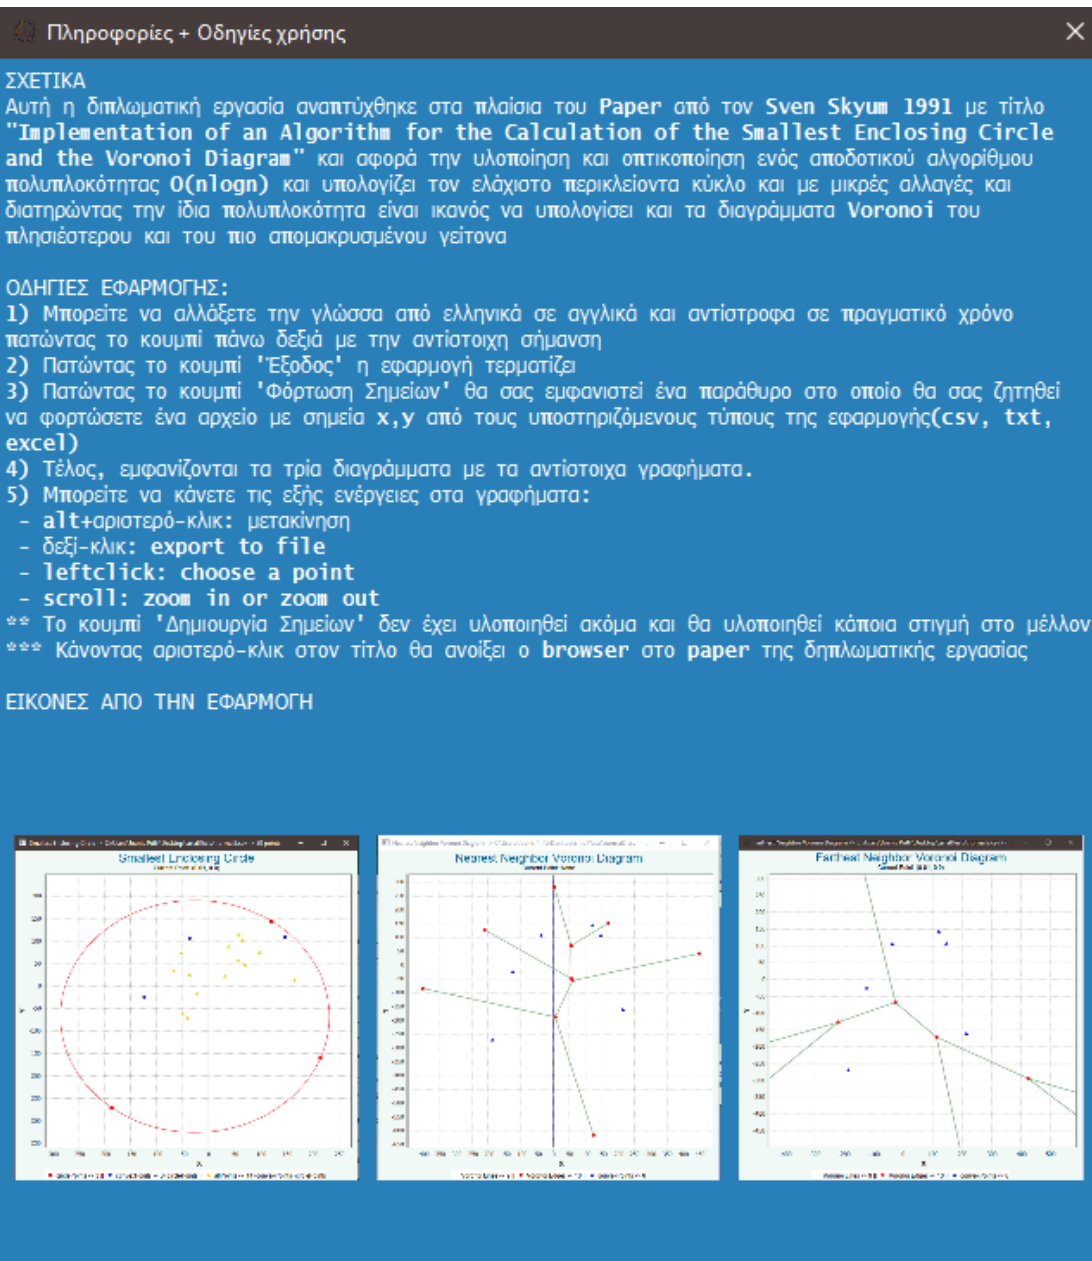 Πληροφορίες + Οδηγίες χρήσης
ΣΧΕΤΙΚΑ
Αυτή η διπλωματική εργασία αναπτύχθηκε στα πλαίσια του Paper από τον Sven Skyum 1991 με τίτλο
"Implementation of an Algorithm for the Calculation of the Smallest Enclosing Circle
and the Voronoi Diagram" και αφορά την υλοποίηση και οπτικοποίηση ενός αποδοτικού αλγορίθμου
πολυπλοκότητας O(nlogn) και υπολογίζει τον ελάχιστο περικλείοντα κύκλο και με μικρές αλλαγές και
διατηρώντας την ίδια πολυπλοκότητα είναι ικανός να υπολογίσει και τα διαγράμματα Voronoi του
πλησιέστερου και του πιο απομακρυσμένου γείτονα
ΟΔΗΓΙΕΣ ΕΦΑΡΜΟΓΗΣ:
1) Μπορείτε να αλλάξετε την γλώσσα από ελληνικά σε αγγλικά και αντίστροφα σε πραγματικό χρόνο
πατώντας το κουμπί πάνω δεξιά με την αντίστοιχη σήμανση
2) Πατώντας το κουμπί 'Έξοδος' η εφαρμογή τερματίζει
3) Πατώντας το κουμπί 'Φόρτωση Σημείων' θα σας εμφανιστεί ένα παράθυρο στο οποίο θα σας ζητηθεί
να φορτώσετε ένα αρχείο με σημεία x,y από τους υποστηριζόμενους τύπους της εφαρμογής(csv, txt,
excel)
4) Τέλος, εμφανίζονται τα τρία διαγράμματα με τα αντίστοιχα γραφήματα.
5) Μπορείτε να κάνετε τις εξής ενέργειες στα γραφήματα:
- alt+αριστερό-κλικ: μετακίνηση
- δεξί-κλικ: export to file
- leftclick: choose a point
- scroll: zoom in or zoom out
** Το κουμπί 'Δημιουργία Σημείων' δεν έχει υλοποιηθεί ακόμα και θα υλοποιηθεί κάποια στιγμή στο μέλλον
*** Κάνοντας αριστερό-κλικ στον τίτλο θα ανοίξει ο browser στο paper της δηπλωματικής εργασίας
ΕΙΚΟΝΕΣ ΑΠΟ ΤΗΝ ΕΦΑΡΜΟΓΗ
Smallest Enclosing Circle
Nearest Neighbor Voronoi Diagram
Farthest Neighbor Voronoi Diagram